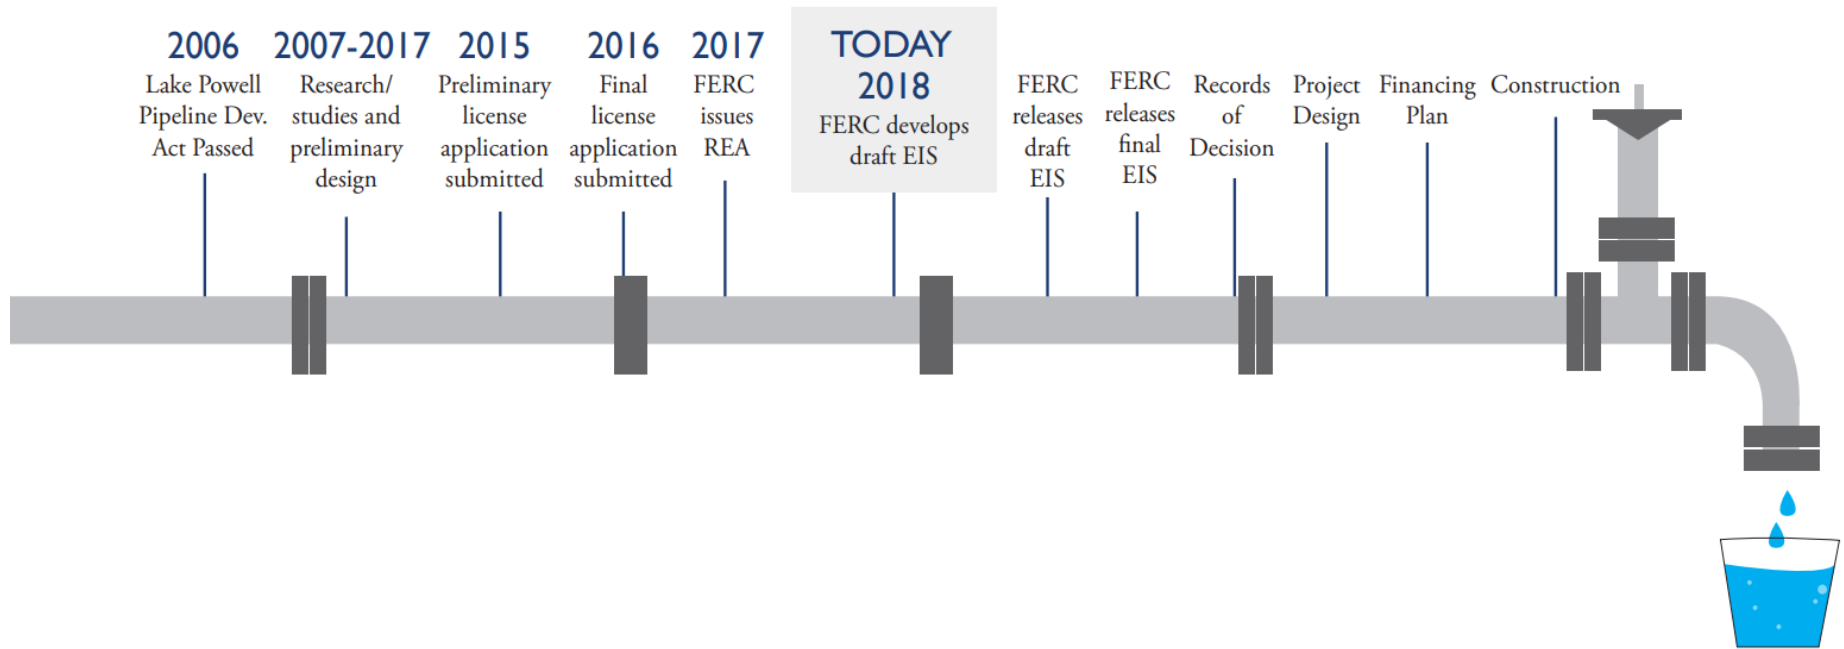 2006
Lake Powell
Pipeline Dev.
Act Passed
2007-2017
Research/
studies and
preliminary
design
2015
Preliminary
license
application
submitted
2016
Final
license
application
submitted
2017
FERC
issues
REA
TODAY
2018
FERC develops
draft EIS
FERC
releases
draft
EIS
FERC
releases
final
EIS
Records
of
Decision
Project
Design
Financing
Plan
Construction